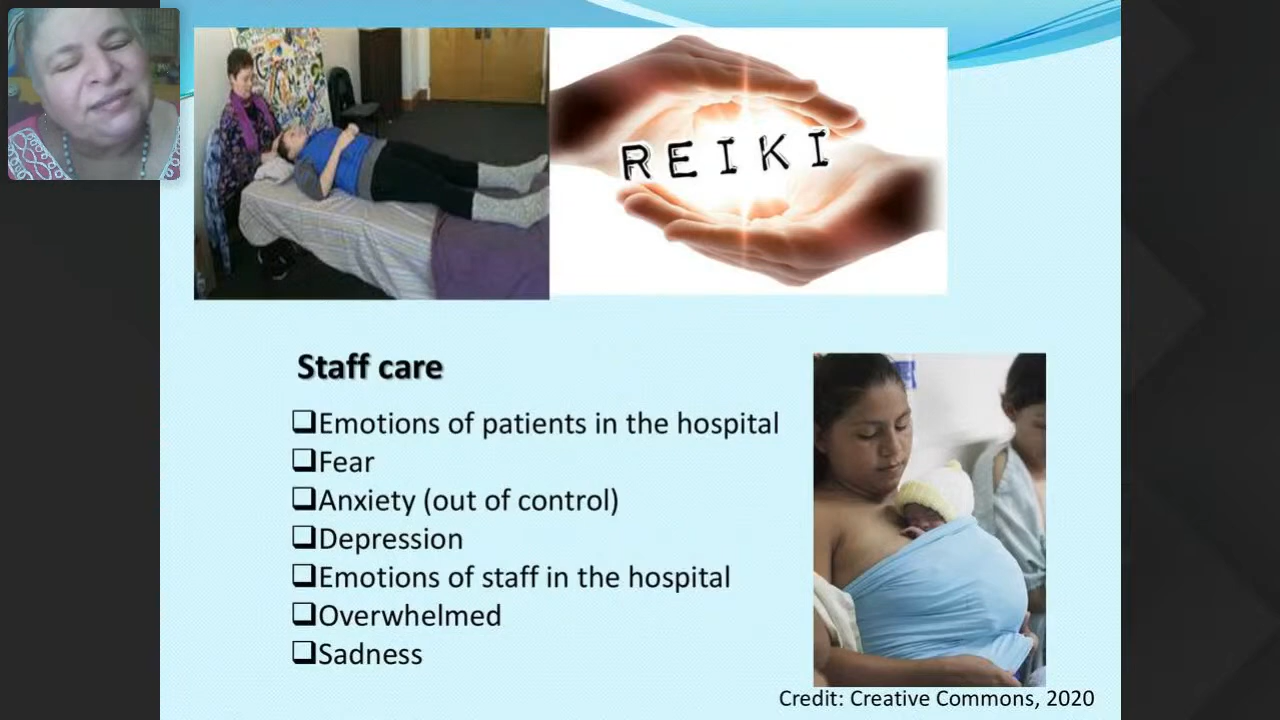 REIKI
Staff care
Emotions of patients in the hospital
Fear
Anxiety (out of control)
Depression
Emotions of staff in the hospital
Overwhelmed
Sadness
Credit: Creative Commons, 2020